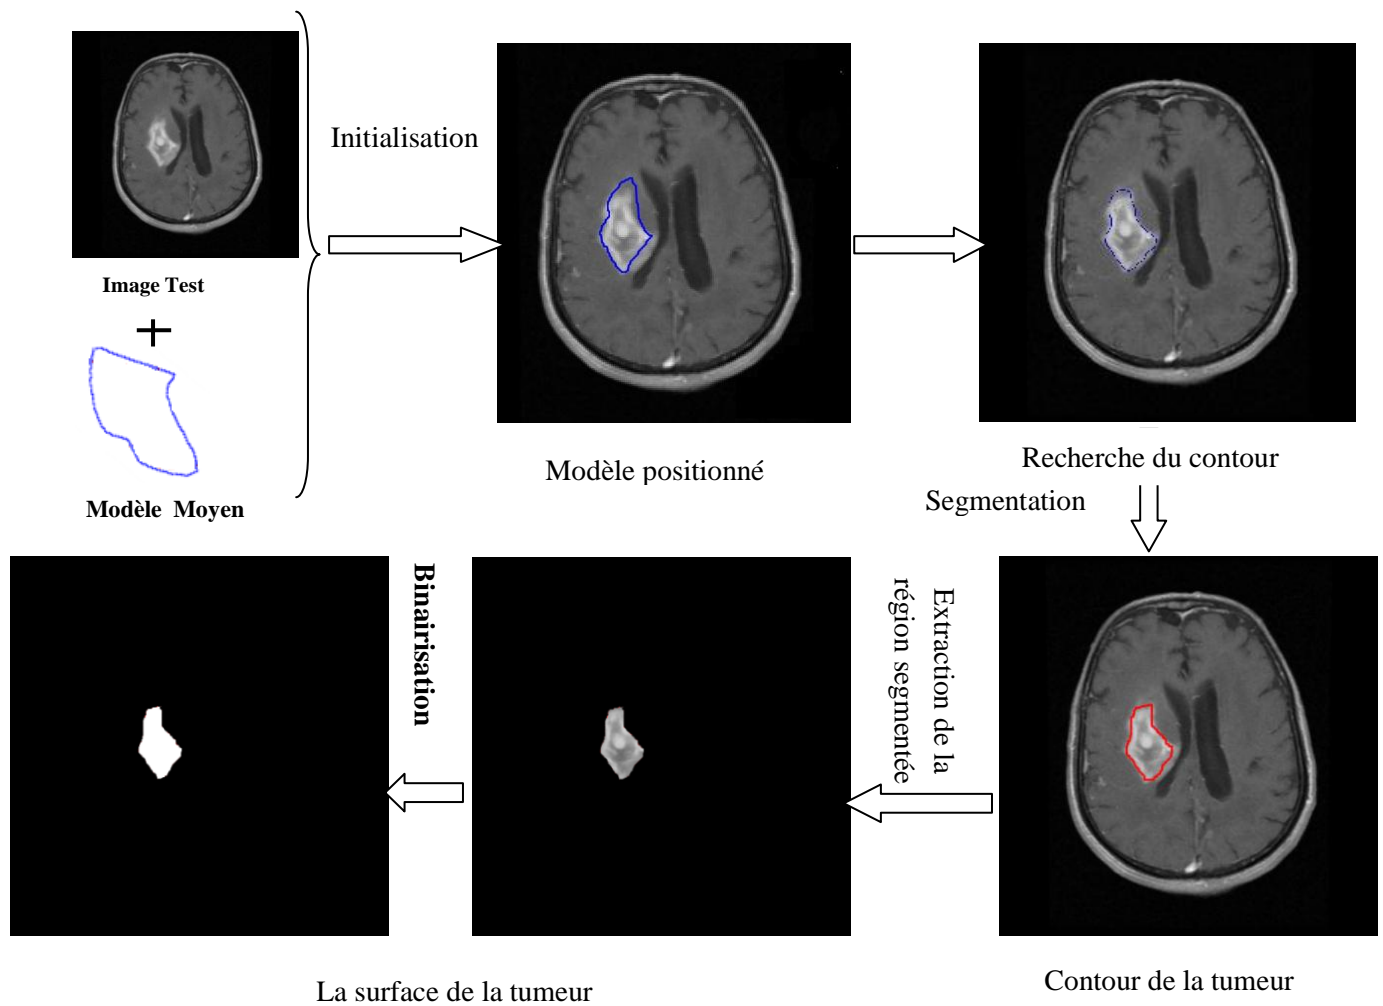 Initialisation
Image Test
+
Modèle Moyen
Modèle positionné
Recherche du contour
Segmentation
Extraction de la
région segmentée
Binairisation
Contour de la tumeur
La surface de la tumeur